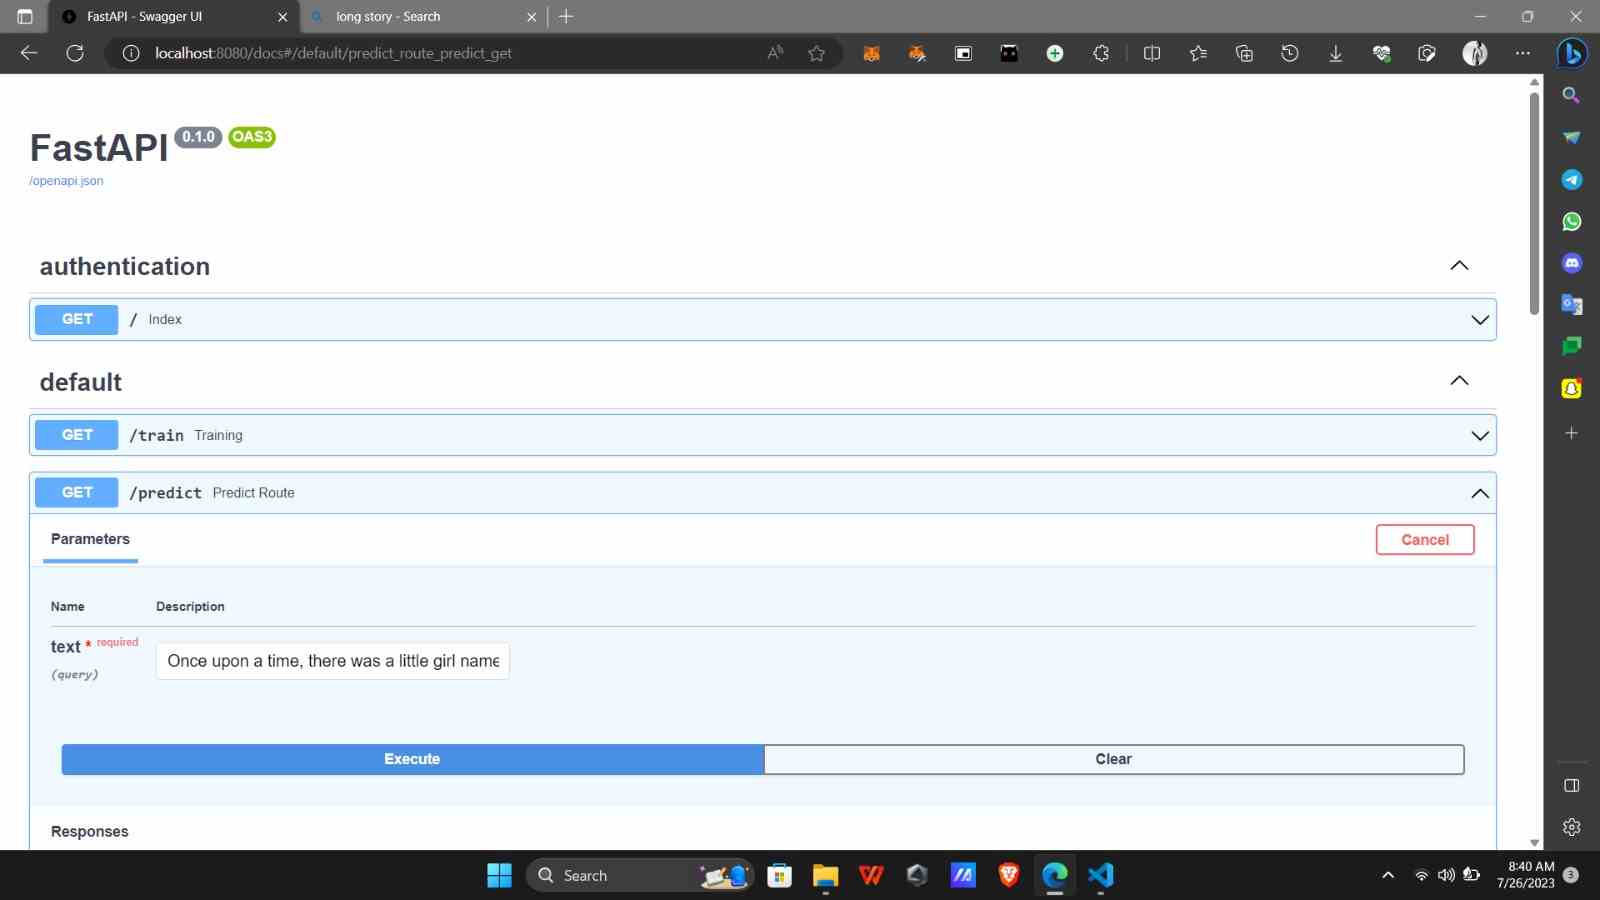 FastAPI - Swagger UI
long story - Search
localhost:8080/docs#/default/predict_route_predict_get
FastAPI 0.1.0 OAS3
/openapi.json
authentication
GET / Index
default
GET /train Training
GET /predict Predict Route
Parameters
Cancel
Name Description
text * required
(query)
Once upon a time, there was a little girl name
Execute
Clear
Responses
Search
8:40 AM
7/26/2023
3